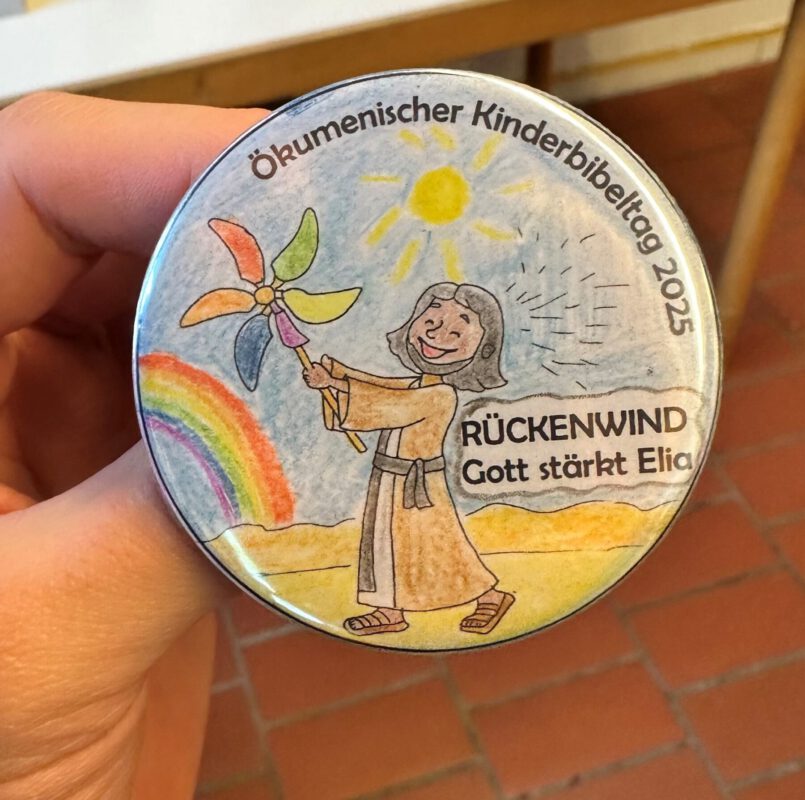 Ökumenischer Kinderbibeltag 2025
RÜCKENWIND
Gott stärkt Elia